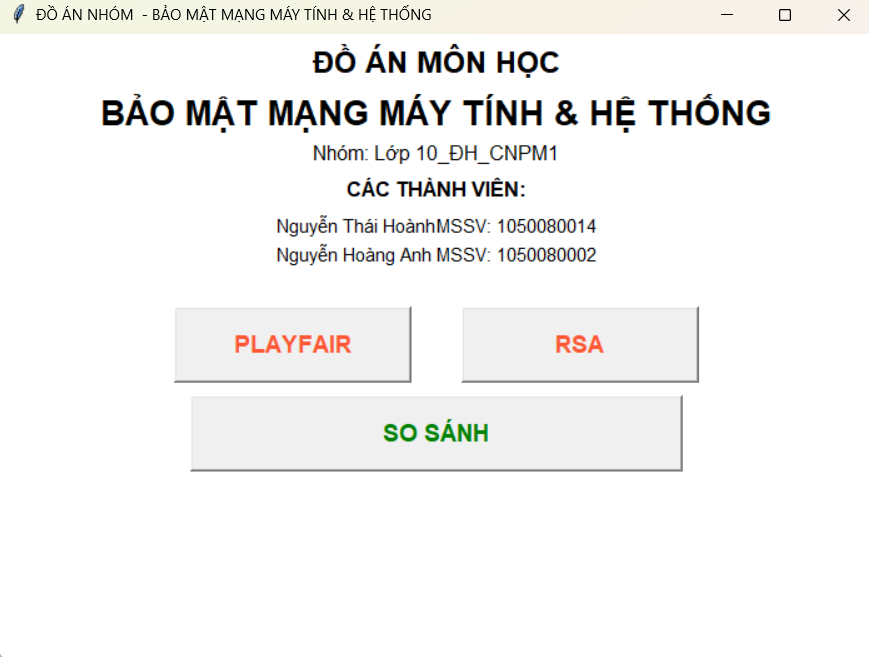 ĐỒ ÁN NHÓM - BẢO MẬT MẠNG MÁY TÍNH & HỆ THỐNG
ĐỒ ÁN MÔN HỌC
BẢO MẬT MẠNG MÁY TÍNH & HỆ THỐNG
Nhóm: Lớp 10_ĐH_CNPM1
CÁC THÀNH VIÊN:
Nguyễn Thái HoànhMSSV: 1050080014
Nguyễn Hoàng Anh MSSV: 1050080002
PLAYFAIR RSA
SO SÁNH